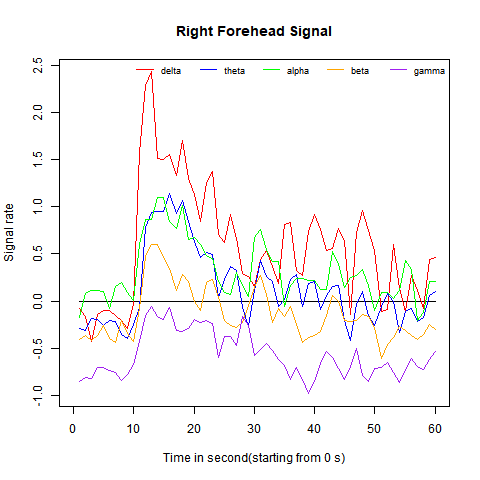 Right Forehead Signal
delta theta alpha beta gamma
Signal rate
2.5
2.0
1.5
1.0
0.5
0.0
-0.5
-1.0
0 10 20 30 40 50 60
Time in second(starting from 0 s)